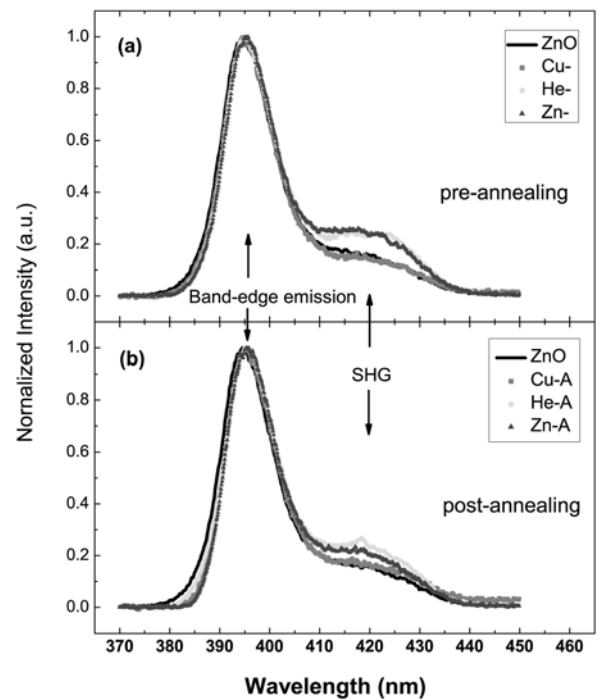 (a)
ZnO
Cu-
He-
Zn-
pre-annealing
1.0
0.8
0.6
0.4
0.2
0.0
Band-edge emission
Nornalized Intensity (a.u.)
(b)
ZnO
Cu-A
He-A
Zn-A
SHG
post-annealing
1.0
0.8
0.6
0.4
0.2
0.0
370 380 390 400 410 420 430 440 450 460
Wavelength (nm)